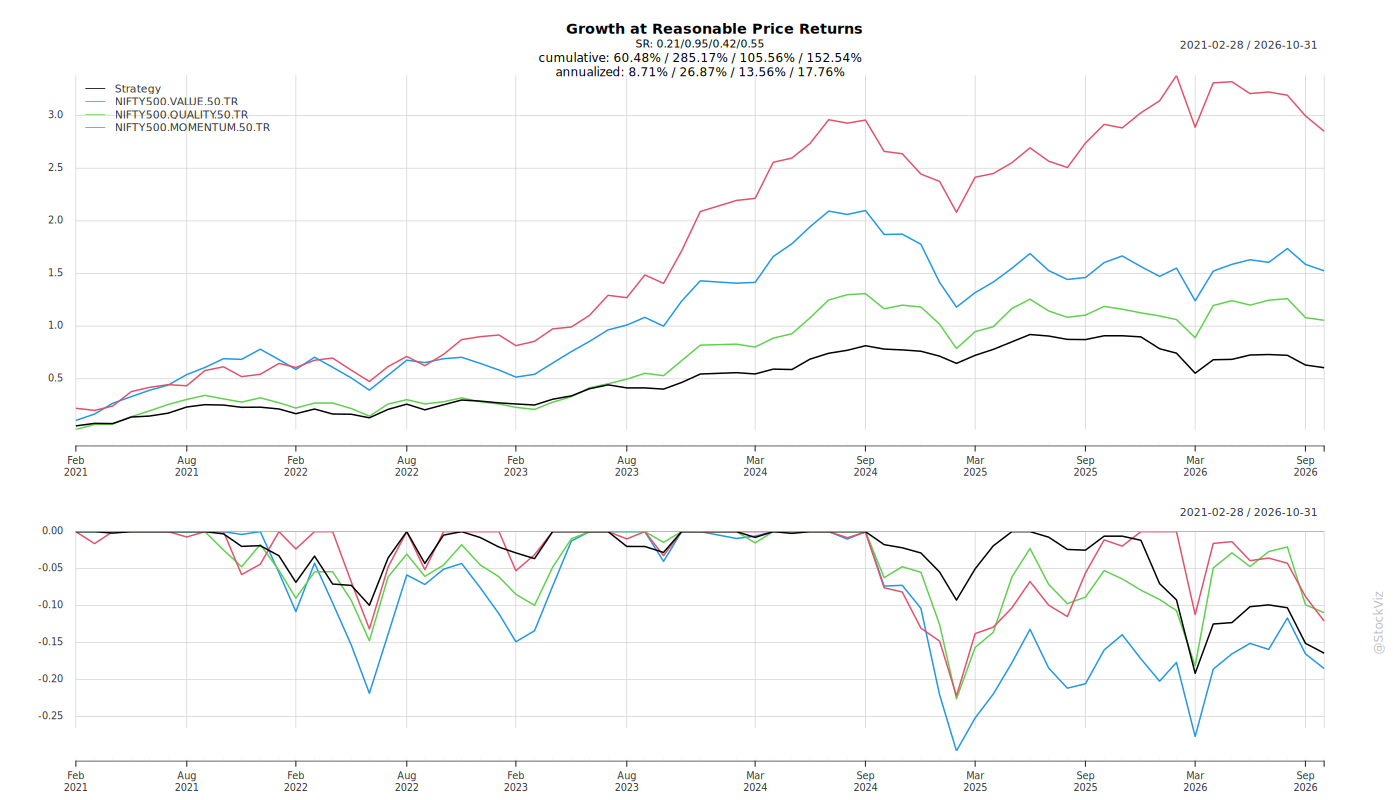 Growth at Reasonable Price Returns
SR: 0.21/0.95/0.42/0.55
cumulative: 60.48% / 285.17% / 105.56% / 152.54%
annualized: 8.71% / 26.87% / 13.56% / 17.76%
2021-02-28 / 2026-10-31
Strategy
NIFTY500.VALUE.50.TR
NIFTY500.QUALITY.50.TR
NIFTY500.MOMENTUM.50.TR
3.0
2.5
2.0
1.5
1.0
0.5
Feb Aug Feb Aug Feb Aug Mar Sep Mar Sep Mar Sep
2021 2021 2022 2022 2023 2023 2024 2024 2025 2025 2026 2026
2021-02-28 / 2026-10-31
0.00
-0.05
-0.10
-0.15
-0.20
-0.25
Feb Aug Feb Aug Feb Aug Mar Sep Mar Sep Mar Sep
2021 2021 2022 2022 2023 2023 2024 2024 2025 2025 2026 2026
@StockViz